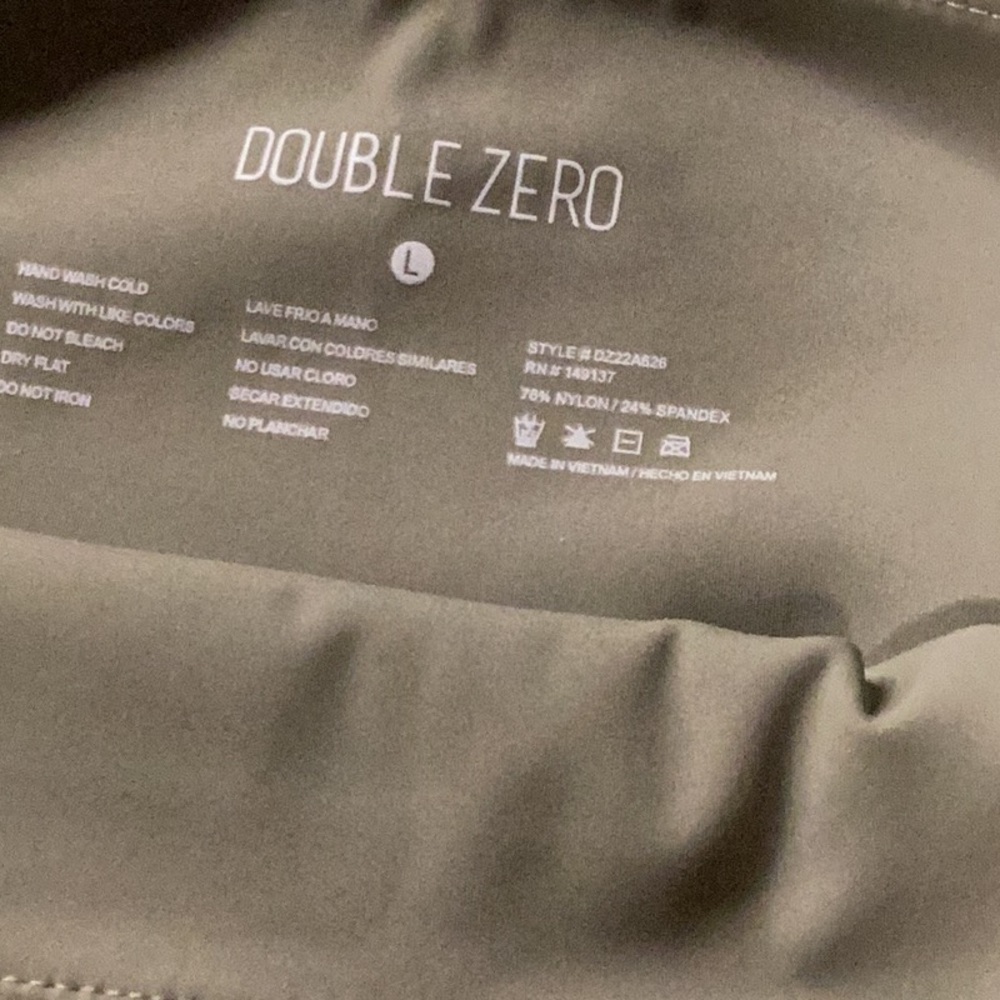 DOUBLE ZERO
L
HAND WASH COLD
WASH WITH LIKE COLORS
DO NOT BLEACH
DRY FLAT
DO NOT IRON
LAVE FRIO A MANO
LAVAR CON COLORES SIMILARES
NO USAR CLORO
SECAR EXTENDIDO
NO PLANCHAR
STYLE # DZ22A826
RN # 149137
76% NYLON / 24% SPANDEX
MADE IN VIETNAM / HECHO EN VIETNAM